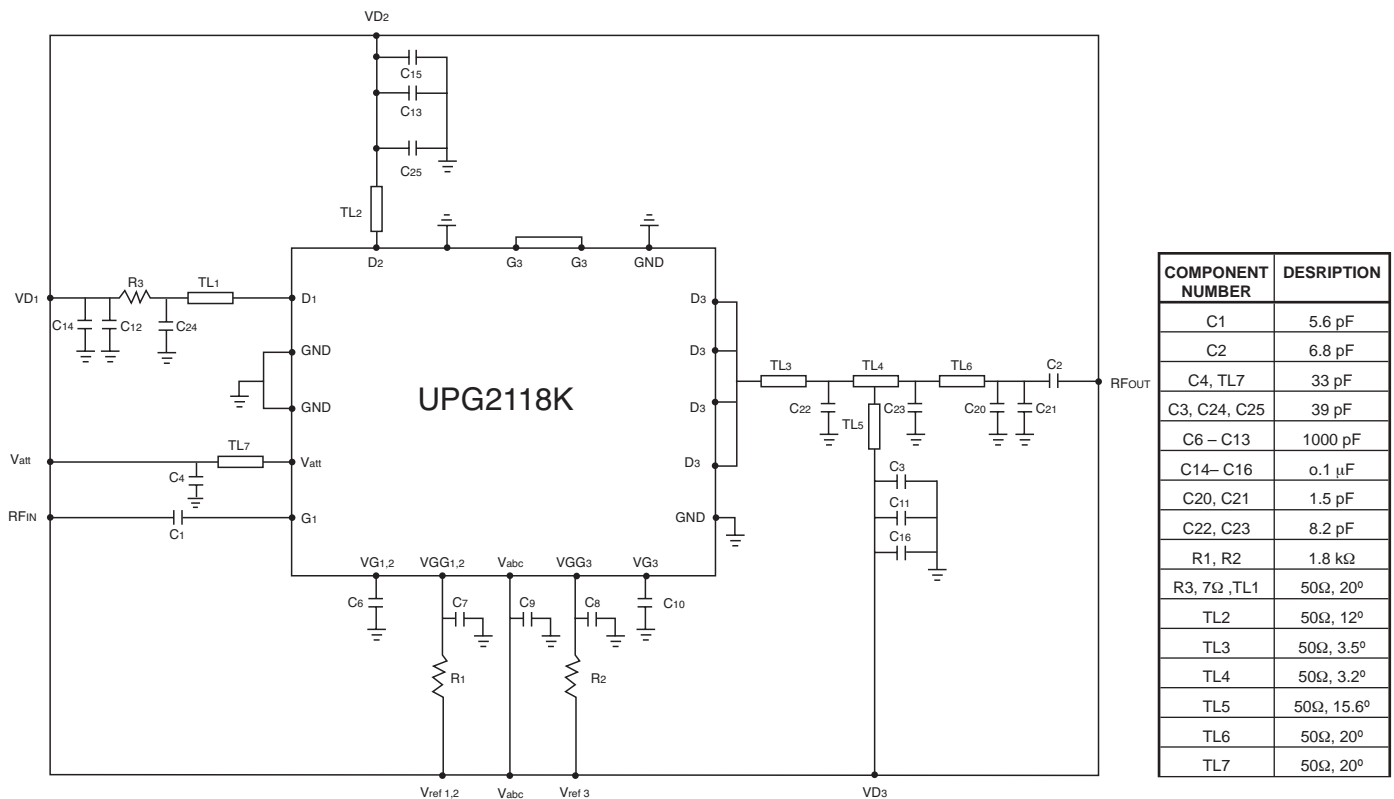 VD2
C15
C13
C25
TL2
D2
G3
G3
GND
VD1
R3
TL1
D1
C14
C12
C24
GND
GND
Vatt
TL7
Vatt
C4
RFIN
C1
G1
UPG2118K
D3
D3
D3
D3
GND
TL3
TL4
TL6
C2
RFOUT
C22
C23
C20
C21
TL5
C3
C11
C16
VG1,2
VGG1,2
Vabc
VGG3
VG3
C6
C7
C9
C8
C10
R1
R2
Vref 1,2
Vabc
Vref 3
VD3
COMPONENT NUMBER DESRIPTION
C1 5.6 pF
C2 6.8 pF
C4, TL7 33 pF
C3, C24, C25 39 pF
C6 – C13 1000 pF
C14– C16 o.1 μF
C20, C21 1.5 pF
C22, C23 8.2 pF
R1, R2 1.8 kΩ
R3, 7Ω ,TL1 50Ω, 20º
TL2 50Ω, 12º
TL3 50Ω, 3.5º
TL4 50Ω, 3.2º
TL5 50Ω, 15.6º
TL6 50Ω, 20º
TL7 50Ω, 20º